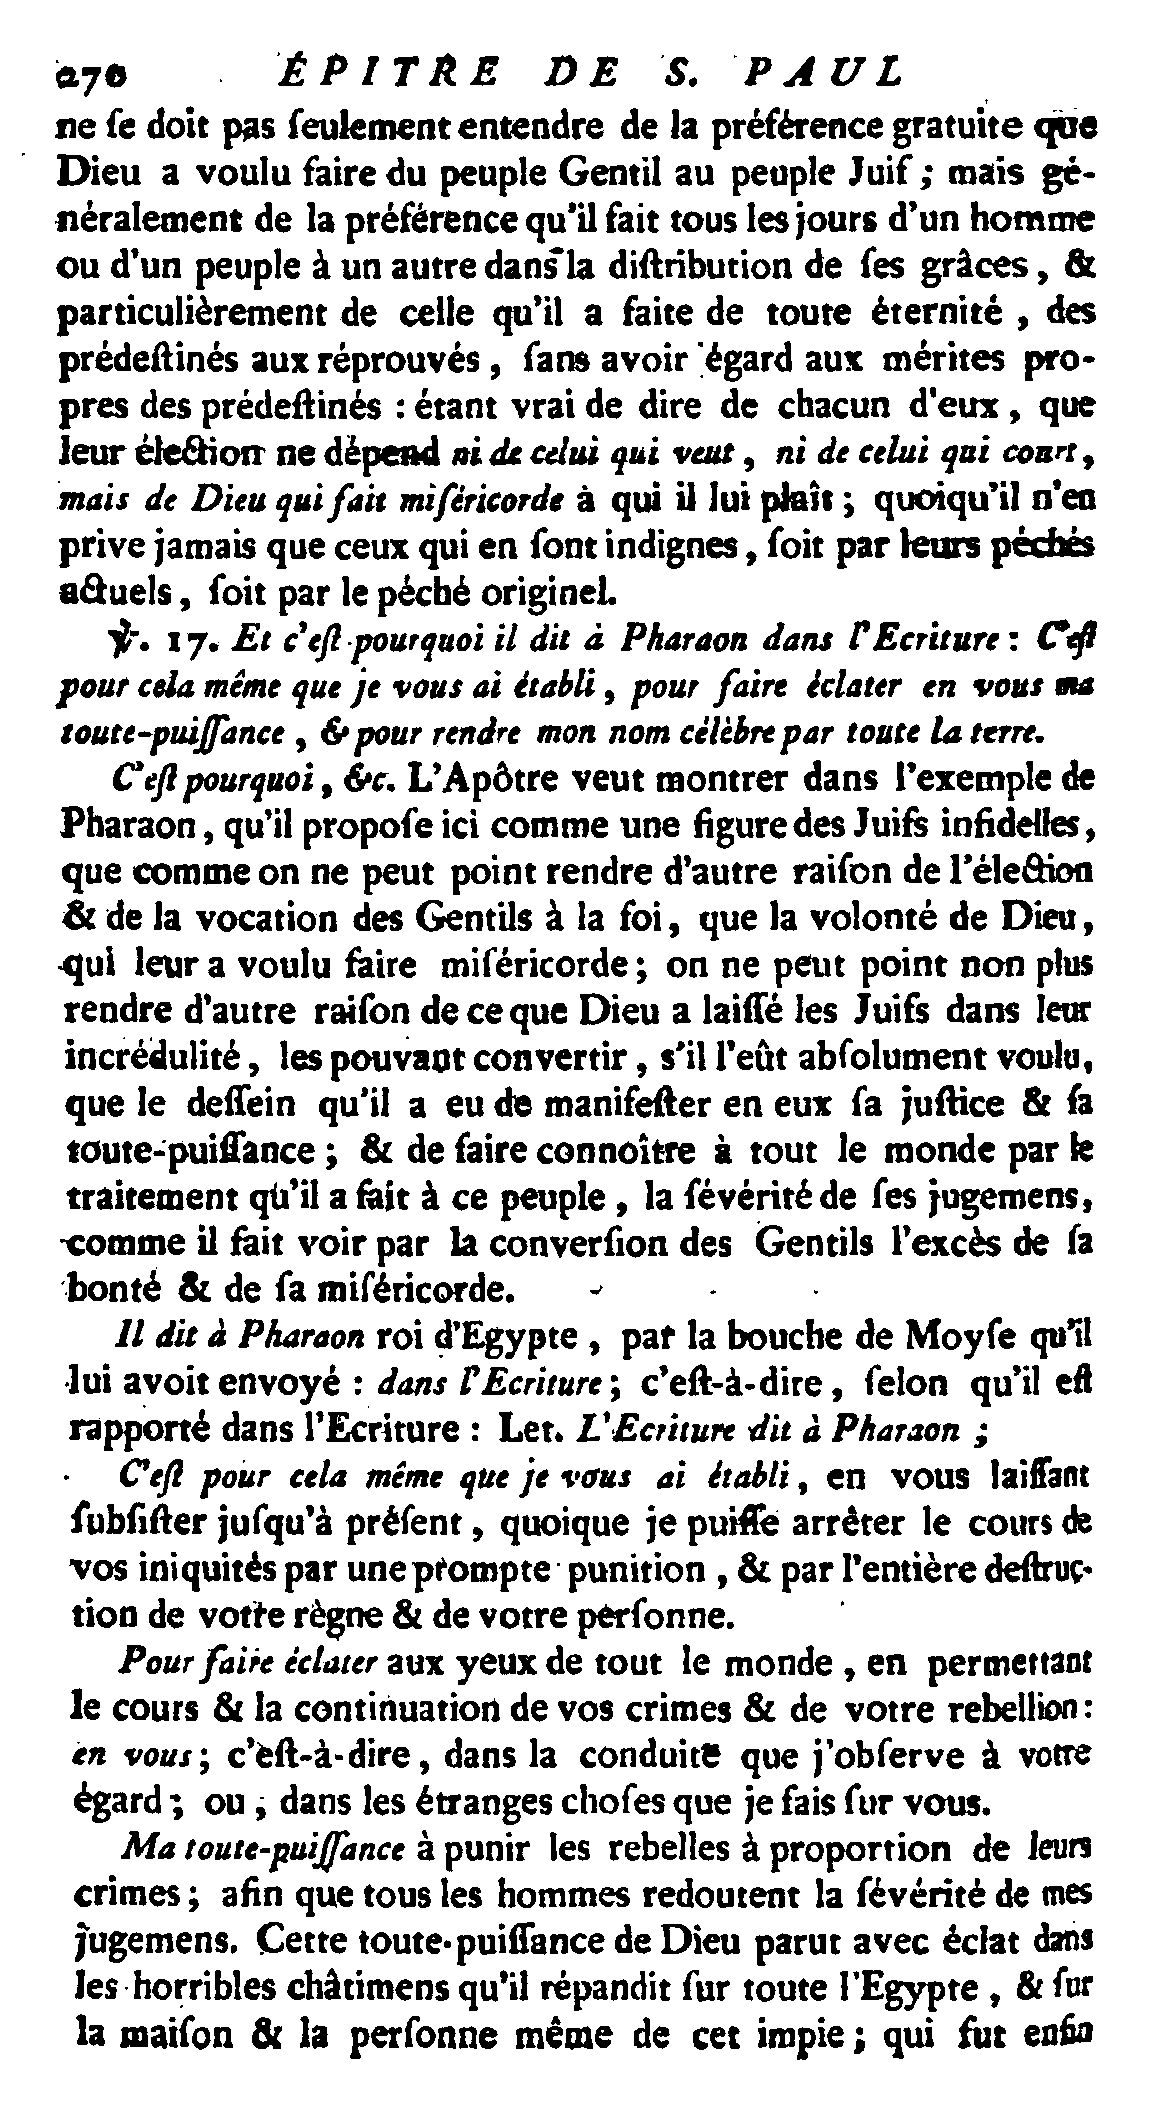 270 ÉPITRE DE S. PAUL
ne ſe doit pas ſeulement entendre de la préférence gratuite que
Dieu a voulu faire du peuple Gentil au peuple Juif ; mais gé-
néralement de la préférence qu'il fait tous les jours d'un homme
ou d'un peuple à un autre dans la diſtribution de ſes grâces , &
particulièrement de celle qu'il a faite de toute éternité , des
prédeſtinés aux réprouvés , ſans avoir égard aux mérites pro-
pres des prédeſtinés : étant vrai de dire de chacun d'eux , que
leur élection ne dépend ni de celui qui veut , ni de celui qui court ,
mais de Dieu qui fait miſéricorde à qui il lui plaît ; quoiqu'il n'en
prive jamais que ceux qui en ſont indignes , ſoit par leurs péchés
actuels , ſoit par le péché originel.
℣. 17. Et c'eſt pourquoi il dit à Pharaon dans l'Ecriture : C'eſt
pour cela même que je vous ai établi , pour faire éclater en vous ma
toute-puiſſance , & pour rendre mon nom célèbre par toute la terre.
C'eſt pourquoi , &c. L'Apôtre veut montrer dans l'exemple de
Pharaon , qu'il propoſe ici comme une figure des Juifs infidelles ,
que comme on ne peut point rendre d'autre raiſon de l'élection
& de la vocation des Gentils à la foi , que la volonté de Dieu ,
qui leur a voulu faire miſéricorde ; on ne peut point non plus
rendre d'autre raiſon de ce que Dieu a laiſſé les Juifs dans leur
incrédulité , les pouvant convertir , s'il l'eût abſolument voulu ,
que le deſſein qu'il a eu de manifeſter en eux ſa juſtice & ſa
toute-puiſſance ; & de faire connoître à tout le monde par le
traitement qu'il a fait à ce peuple , la ſévérité de ſes jugemens ,
comme il fait voir par la converſion des Gentils l'excès de ſa
bonté & de ſa miſéricorde.
Il dit à Pharaon roi d'Egypte , par la bouche de Moyſe qu'il
lui avoit envoyé : dans l'Ecriture ; c'eſt-à-dire , ſelon qu'il eſt
rapporté dans l'Ecriture : Let. L'Ecriture dit à Pharaon ;
C'eſt pour cela même que je vous ai établi , en vous laiſſant
ſubſiſter juſqu'à préſent , quoique je puiſſe arrêter le cours de
vos iniquités par une prompte punition , & par l'entière deſtruc-
tion de votre règne & de votre perſonne.
Pour faire éclater aux yeux de tout le monde , en permettant
le cours & la continuation de vos crimes & de votre rebellion :
en vous ; c'eſt-à-dire , dans la conduite que j'obſerve à votre
égard ; ou , dans les étranges choſes que je fais ſur vous.
Ma toute-puiſſance à punir les rebelles à proportion de leurs
crimes ; afin que tous les hommes redoutent la ſévérité de mes
jugemens. Cette toute-puiſſance de Dieu parut avec éclat dans
les horribles châtimens qu'il répandit ſur toute l'Egypte , & ſur
la maiſon & la perſonne même de cet impie ; qui fut enfin